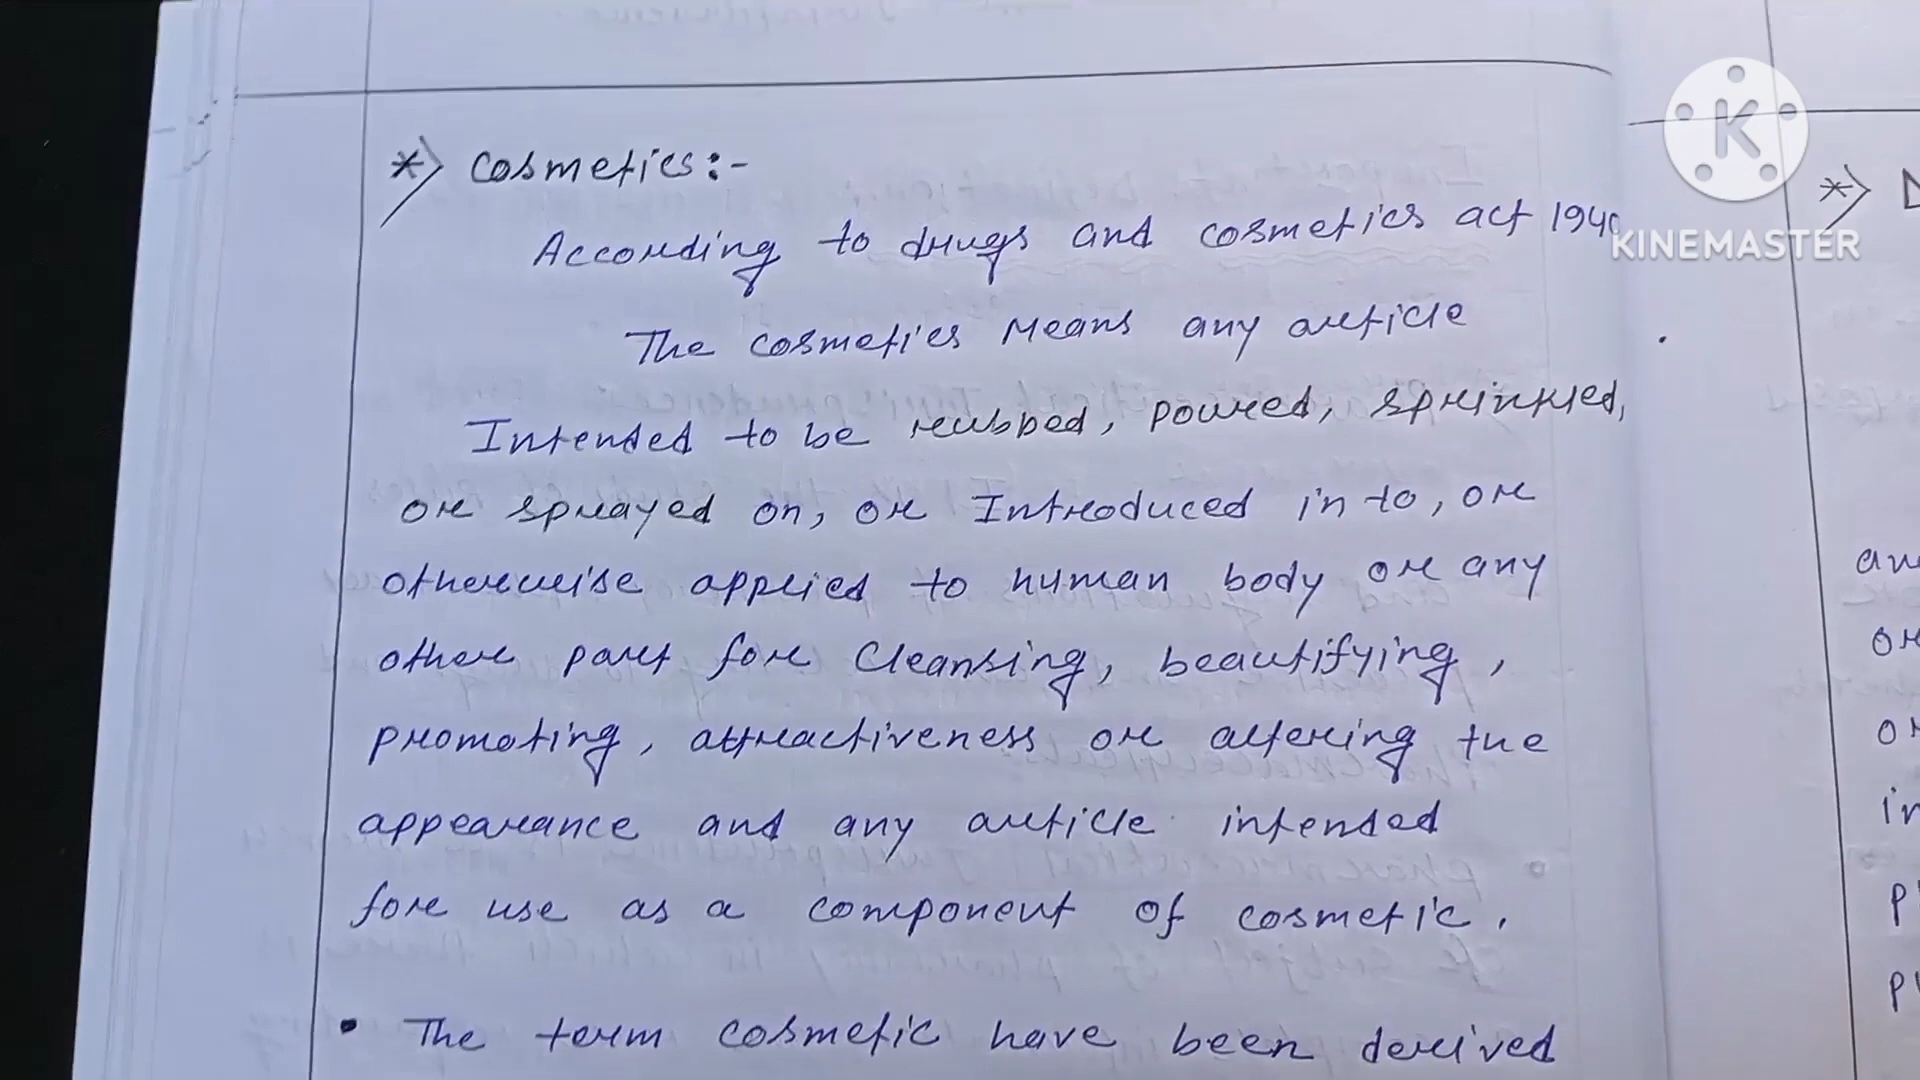 *) Cosmetics:-
According to drugs and cosmetics act 194
The cosmetics Means any article
Intended to be rubbed, poured, sprinkled,
or sprayed on, or Introduced in to, or
otherwise applied to human body or any
other part for Cleansing, beautifying,
promoting, attractiveness or altering the
appearance and any article intended
for use as a component of cosmetic.
• The term cosmetic have been derived
K
KINEMASTER
*) D
or
in